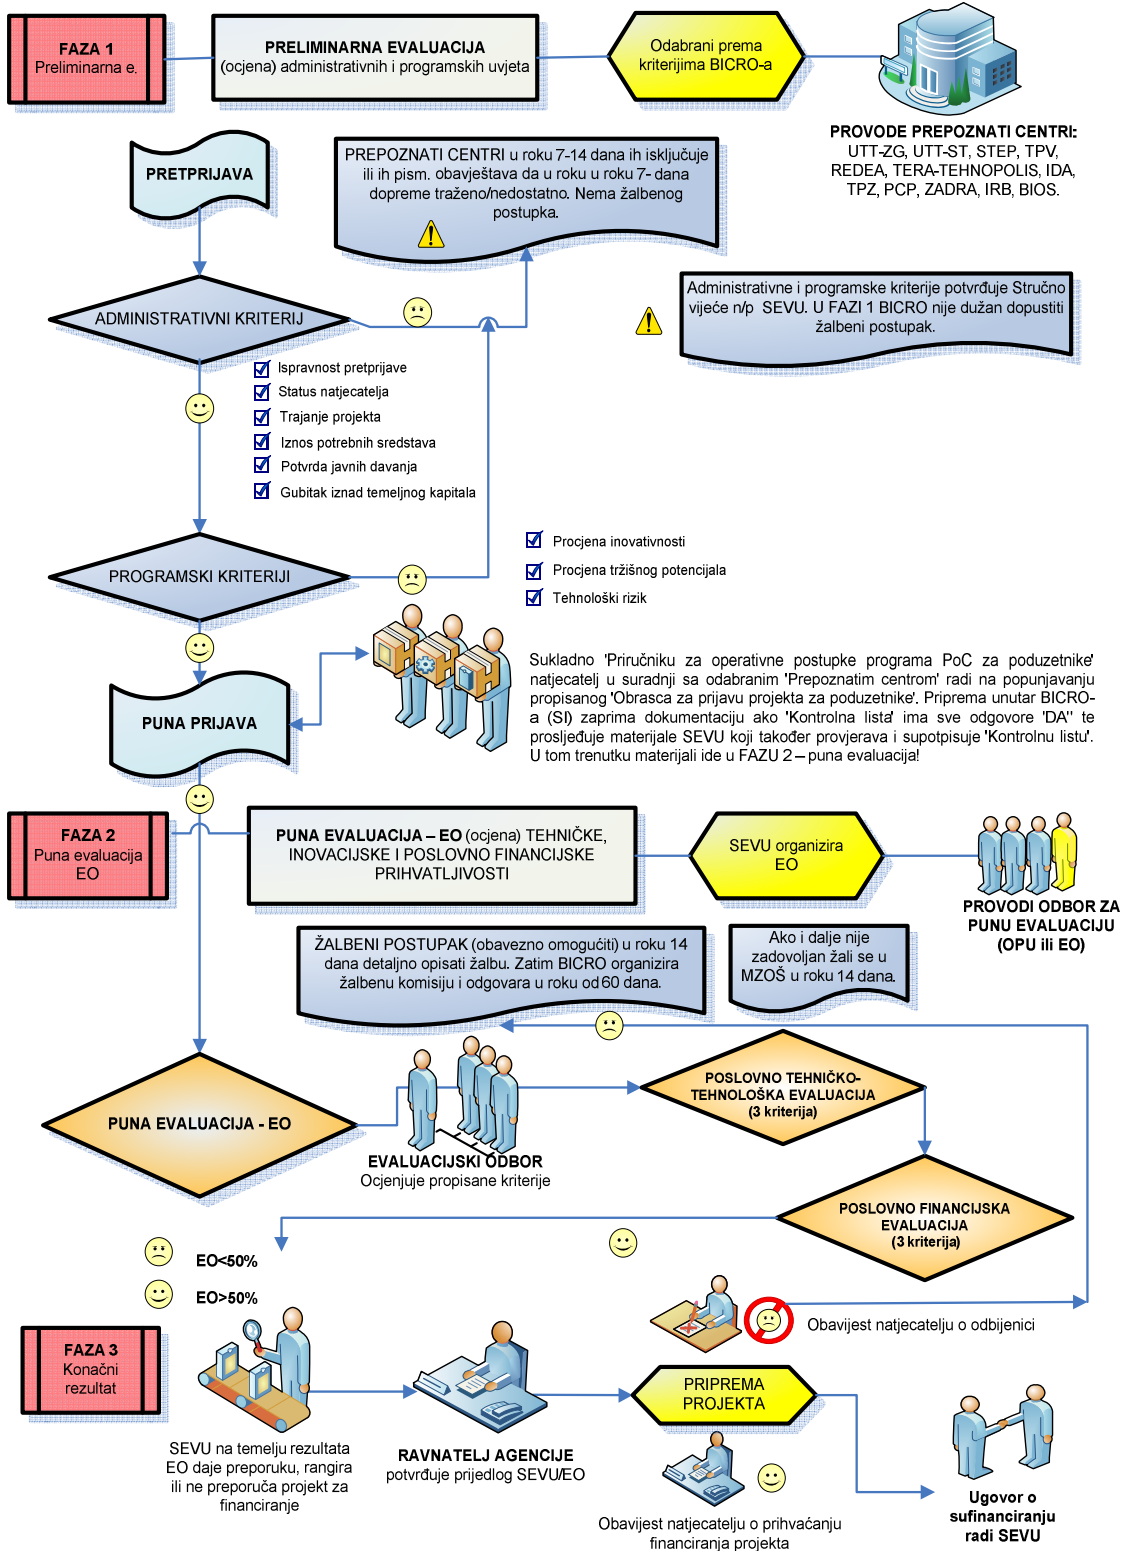 FAZA 1
Preliminarna e.
PRELIMINARNA EVALUACIJA
(ocjena) administrativnih i programskih uvjeta
Odabrani prema
kriterijima BICRO-a
PROVODE PREPOZNATI CENTRI:
UTT-ZG, UTT-ST, STEP, TPV,
REDEA, TERA-TEHNOPOLIS, IDA,
TPZ, PCP, ZADRA, IRB, BIOS.
PRETPRIJAVA
PREPOZNATI CENTRI u roku 7-14 dana ih isključuje
ili ih pism. obavještava da u roku u roku 7- dana
dopreme traženo/nedostatno. Nema žalbenog
postupka.
Administrativne i programske kriterije potvrđuje Stručno
vijeće n/p SEVU. U FAZI 1 BICRO nije dužan dopustiti
žalbeni postupak.
ADMINISTRATIVNI KRITERIJ
Ispravnost pretprijave
Status natjecatelja
Trajanje projekta
Iznos potrebnih sredstava
Potvrda javnih davanja
Gubitak iznad temeljnog kapitala
PROGRAMSKI KRITERIJI
Procjena inovativnosti
Procjena tržišnog potencijala
Tehnološki rizik
PUNA PRIJAVA
Sukladno 'Priručniku za operativne postupke programa PoC za poduzetnike'
natjecatelj u suradnji sa odabranim 'Prepoznatim centrom' radi na popunjavanju
propisanog 'Obrasca za prijavu projekta za poduzetnike'. Priprema unutar BICRO-
a (SI) zaprima dokumentaciju ako 'Kontrolna lista' ima sve odgovore 'DA'' te
prosljeđuje materijale SEVU koji također provjerava i supotpisuje 'Kontrolnu listu'.
U tom trenutku materijali ide u FAZU 2 – puna evaluacija!
FAZA 2
Puna evaluacija
EO
PUNA EVALUACIJA – EO (ocjena) TEHNIČKE,
INOVACIJSKE I POSLOVNO FINANCIJSKE
PRIHVATLJIVOSTI
SEVU organizira
EO
PROVODI ODBOR ZA
PUNU EVALUACIJU
(OPU ili EO)
ŽALBENI POSTUPAK (obavezno omogućiti) u roku 14
dana detaljno opisati žalbu. Zatim BICRO organizira
žalbenu komisiju i odgovara u roku od 60 dana.
Ako i dalje nije
zadovoljan žali se u
MZOŠ u roku 14 dana.
PUNA EVALUACIJA - EO
EVALUACIJSKI ODBOR
Ocjenjuje propisane kriterije
POSLOVNO TEHNIČKO-
TEHNOLOŠKA EVALUACIJA
(3 kriterija)
POSLOVNO FINANCIJSKA
EVALUACIJA
(3 kriterija)
EO<50%
EO>50%
Obavijest natjecatelju o odbijenici
FAZA 3
Konačni
rezultat
SEVU na temelju rezultata
EO daje preporuku, rangira
ili ne preporuča projekt za
financiranje
RAVNATELJ AGENCIJE
potvrđuje prijedlog SEVU/EO
PRIPREMA
PROJEKTA
Obavijest natjecatelju o prihvaćanju
financiranja projekta
Ugovor o
sufinanciranju
radi SEVU